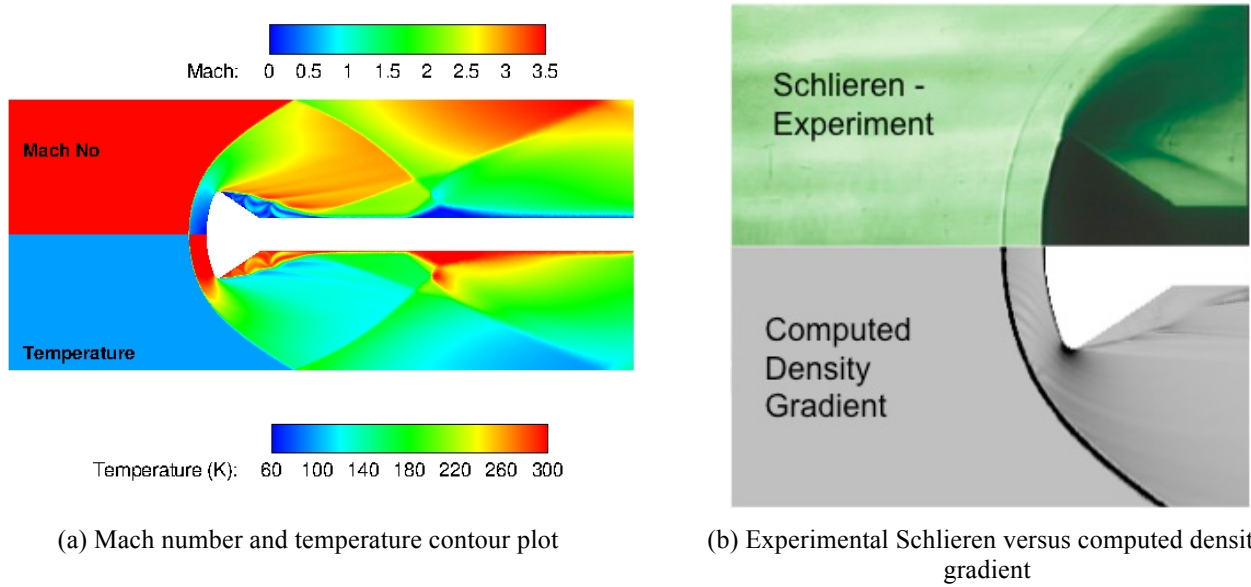 Mach: 0 0.5 1 1.5 2 2.5 3 3.5
Mach No
Temperature
Temperature (K): 60 100 140 180 220 260 300
(a) Mach number and temperature contour plot
Schlieren -
Experiment
Computed
Density
Gradient
(b) Experimental Schlieren versus computed densit
gradient